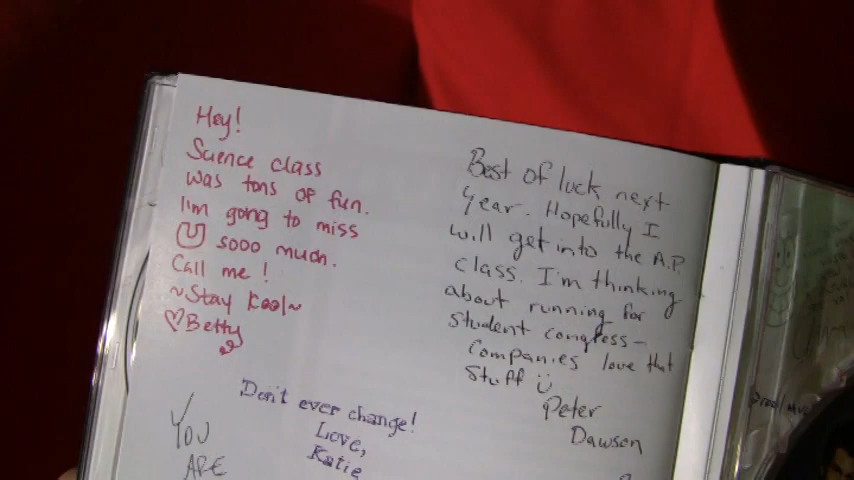 Hey!
Science class
was tons of fun.
I'm going to miss
U sooo much.
Call me!
~Stay Kool~
♡Betty
Best of luck next
year. Hopefully I
will get into the A.P.
class. I'm thinking
about running for
student congress-
companies love that
stuff
Peter
Dawson
Don't ever change!
Love,
Katie
YOU
ARE